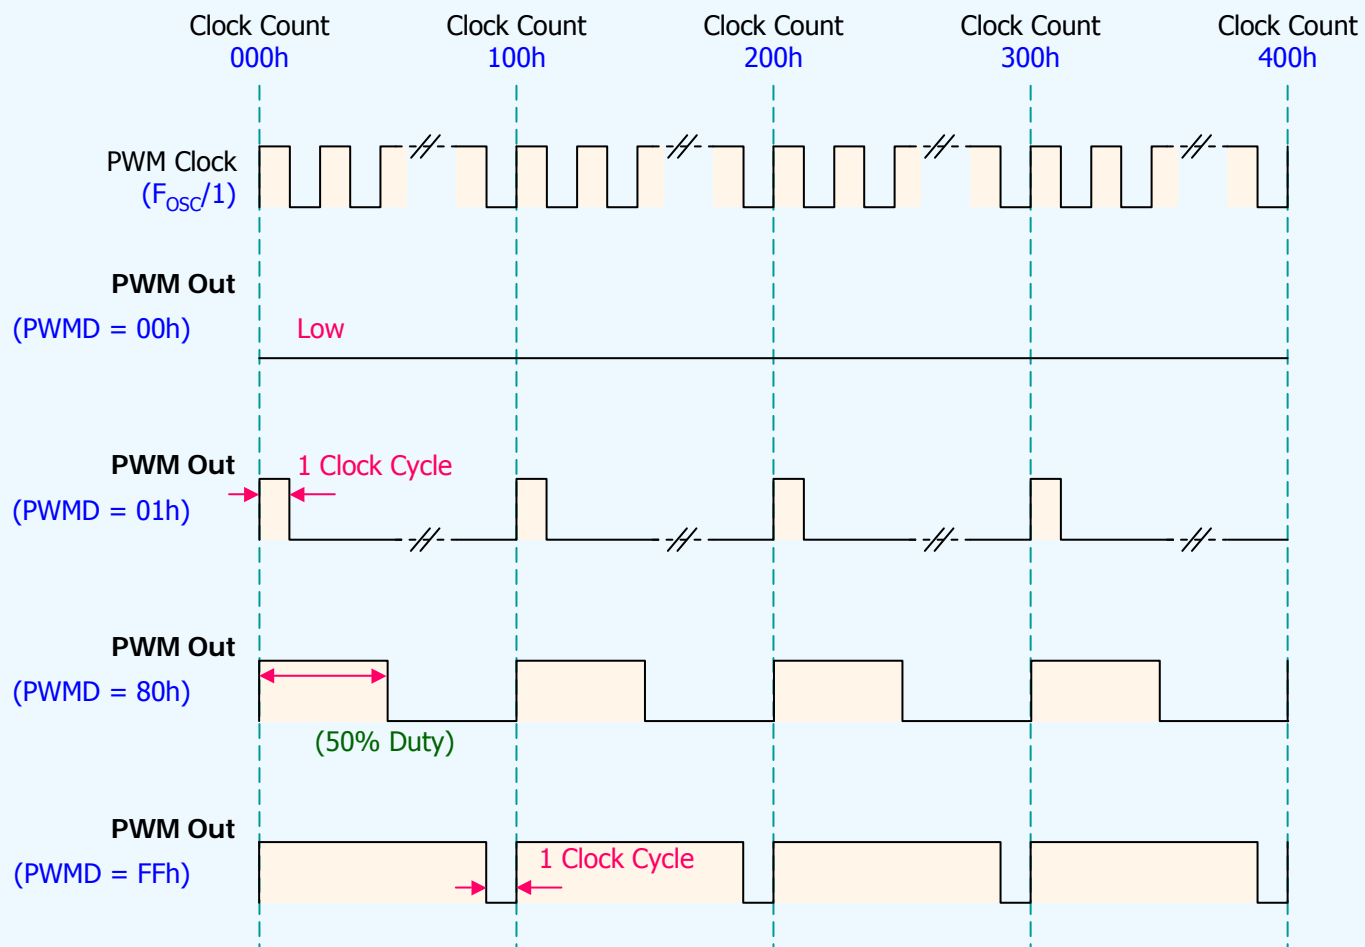 Clock Count Clock Count Clock Count Clock Count Clock Count
000h 100h 200h 300h 400h
PWM Clock
(FOSC/1)
PWM Out
(PWMD = 00h) Low
PWM Out 1 Clock Cycle
(PWMD = 01h)
PWM Out
(PWMD = 80h)
(50% Duty)
PWM Out
(PWMD = FFh) 1 Clock Cycle